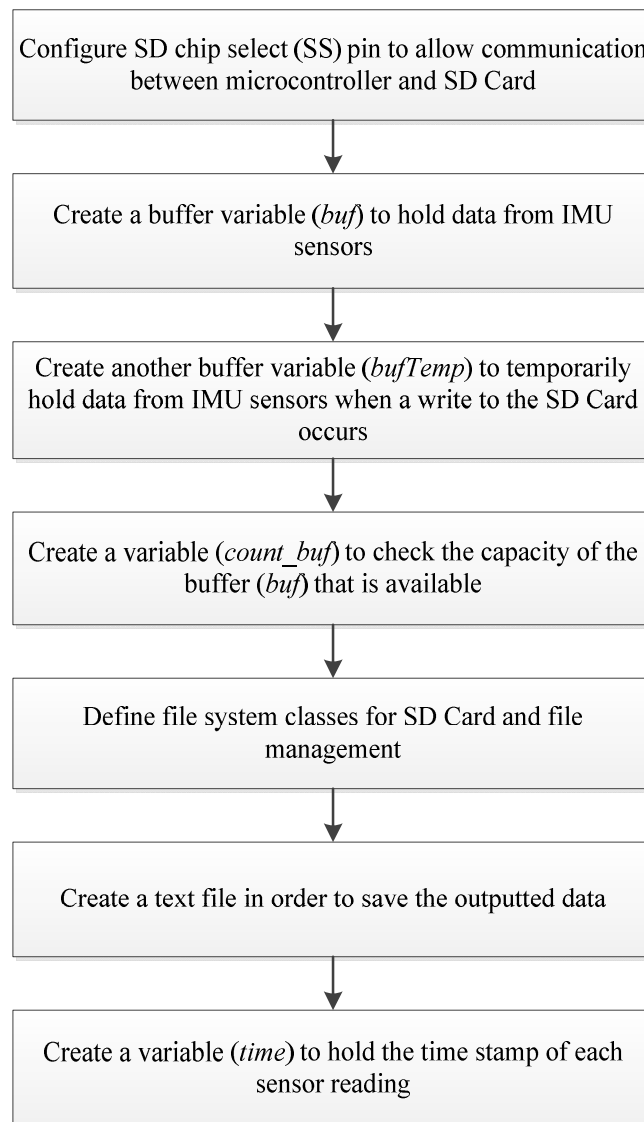 Configure SD chip select (SS) pin to allow communication
between microcontroller and SD Card
Create a buffer variable (buf) to hold data from IMU
sensors
Create another buffer variable (bufTemp) to temporarily
hold data from IMU sensors when a write to the SD Card
occurs
Create a variable (count_buf) to check the capacity of the
buffer (buf) that is available
Define file system classes for SD Card and file
management
Create a text file in order to save the outputted data
Create a variable (time) to hold the time stamp of each
sensor reading